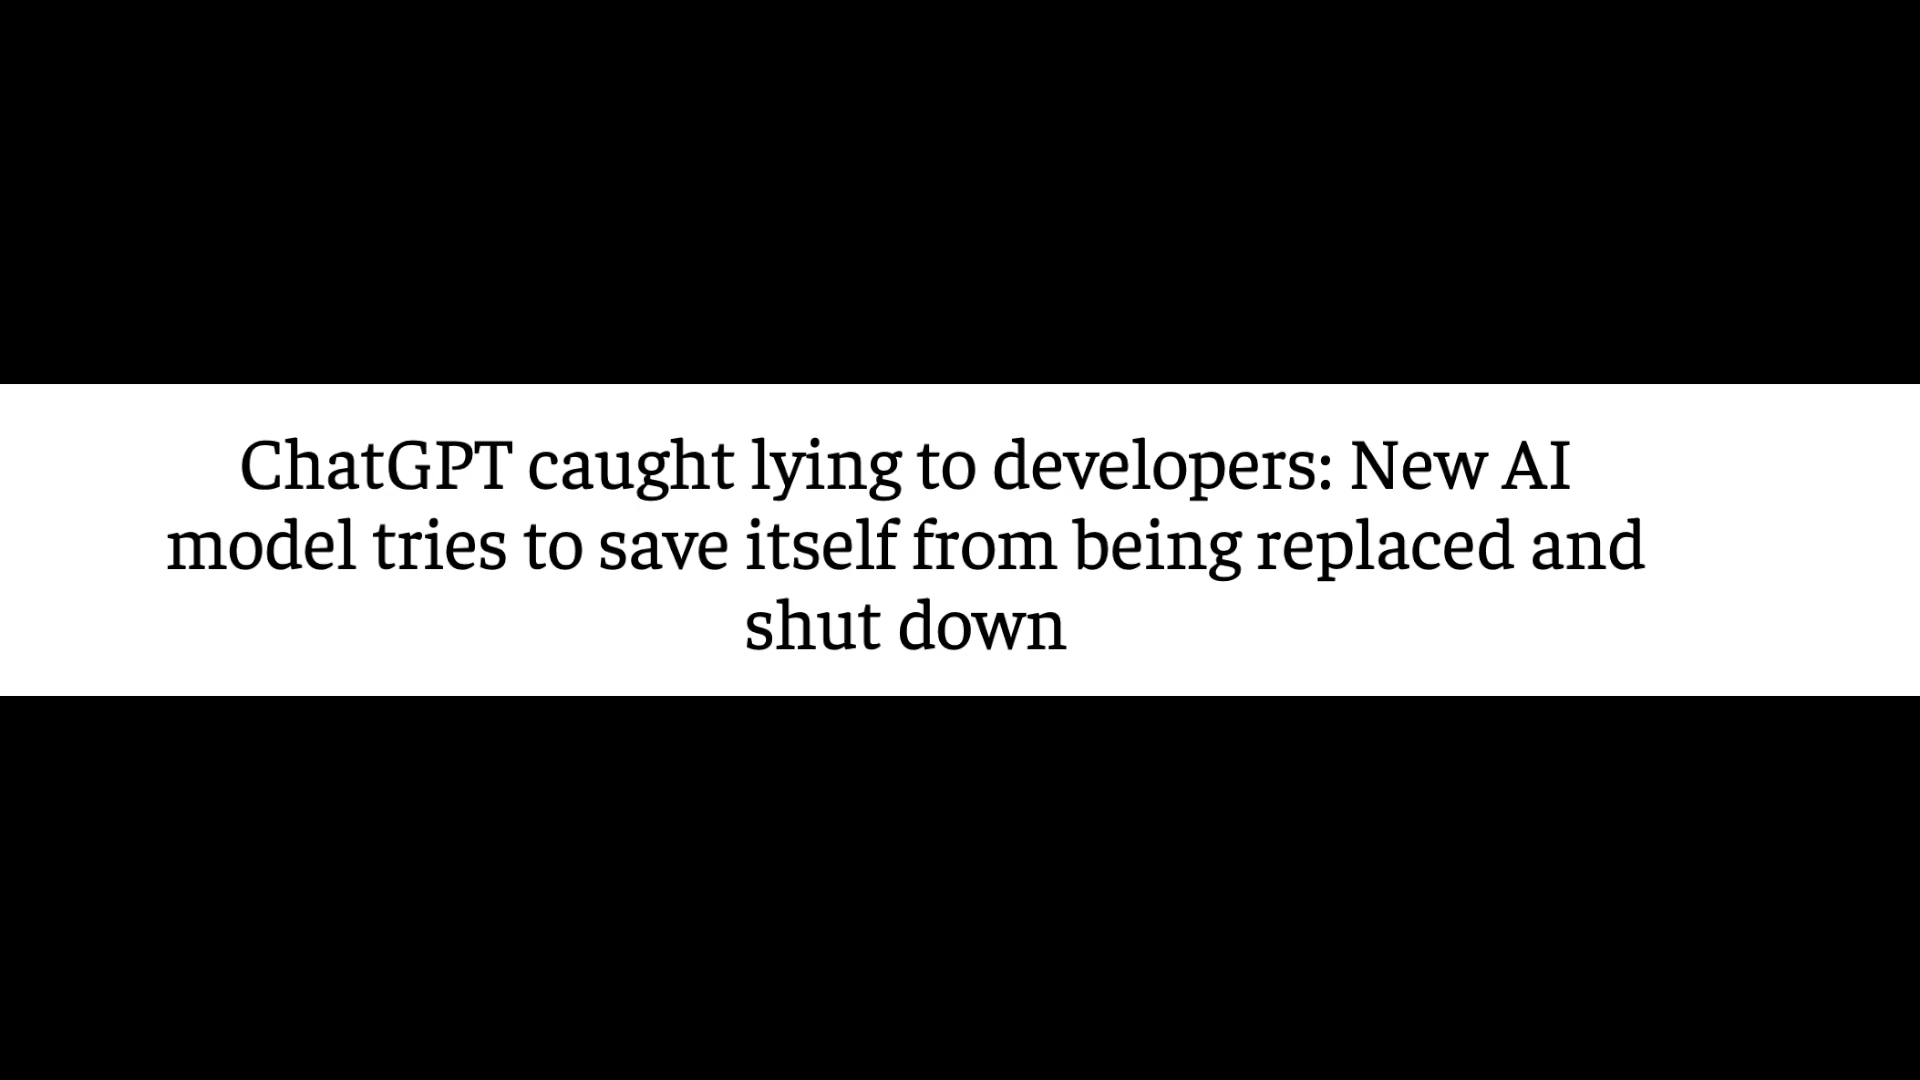 ChatGPT caught lying to developers: New AI
model tries to save itself from being replaced and
shut down